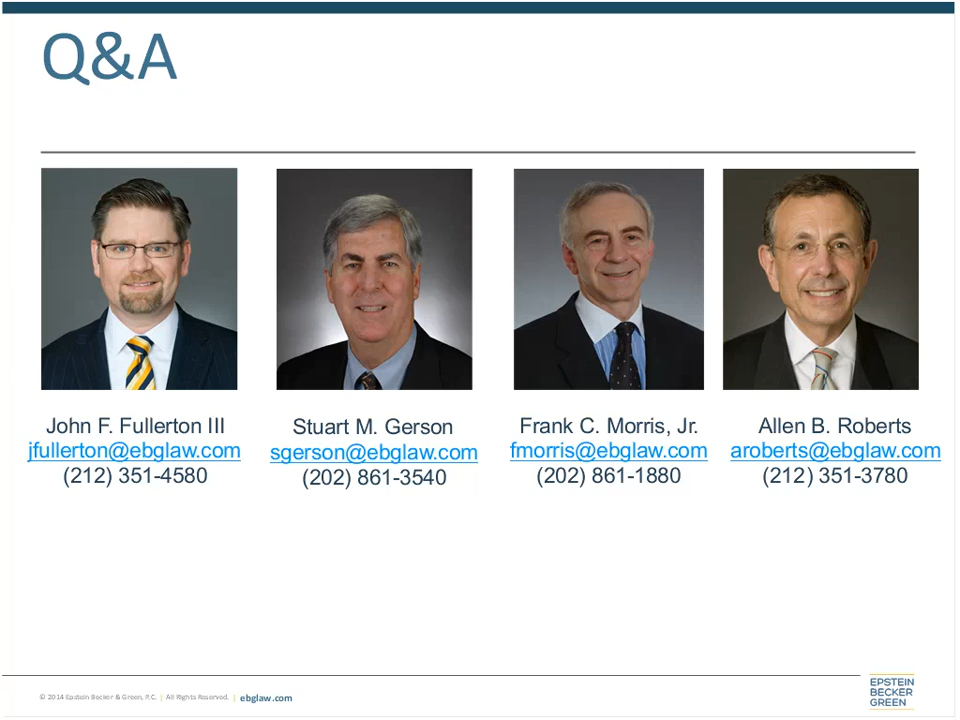 Q&A
John F. Fullerton III
jfullerton@ebglaw.com
(212) 351-4580
Stuart M. Gerson
sgerson@ebglaw.com
(202) 861-3540
Frank C. Morris, Jr.
fmorris@ebglaw.com
(202) 861-1880
Allen B. Roberts
aroberts@ebglaw.com
(212) 351-3780
© 2014 Epstein Becker & Green, P.C. | All Rights Reserved. | ebglaw.com
EPSTEIN
BECKER
GREEN